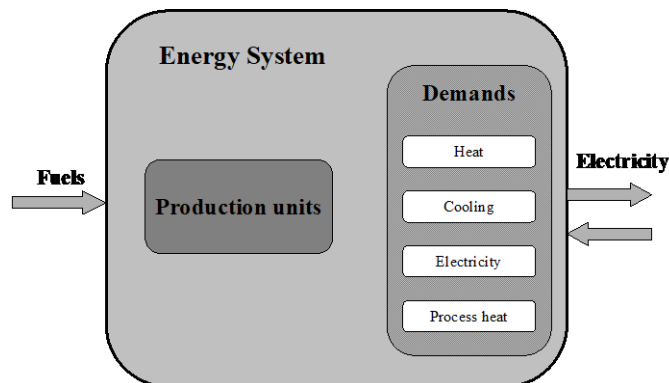 Energy System
Demands
Heat
Electricity
Fuels
Production units
Cooling
Electricity
Process heat